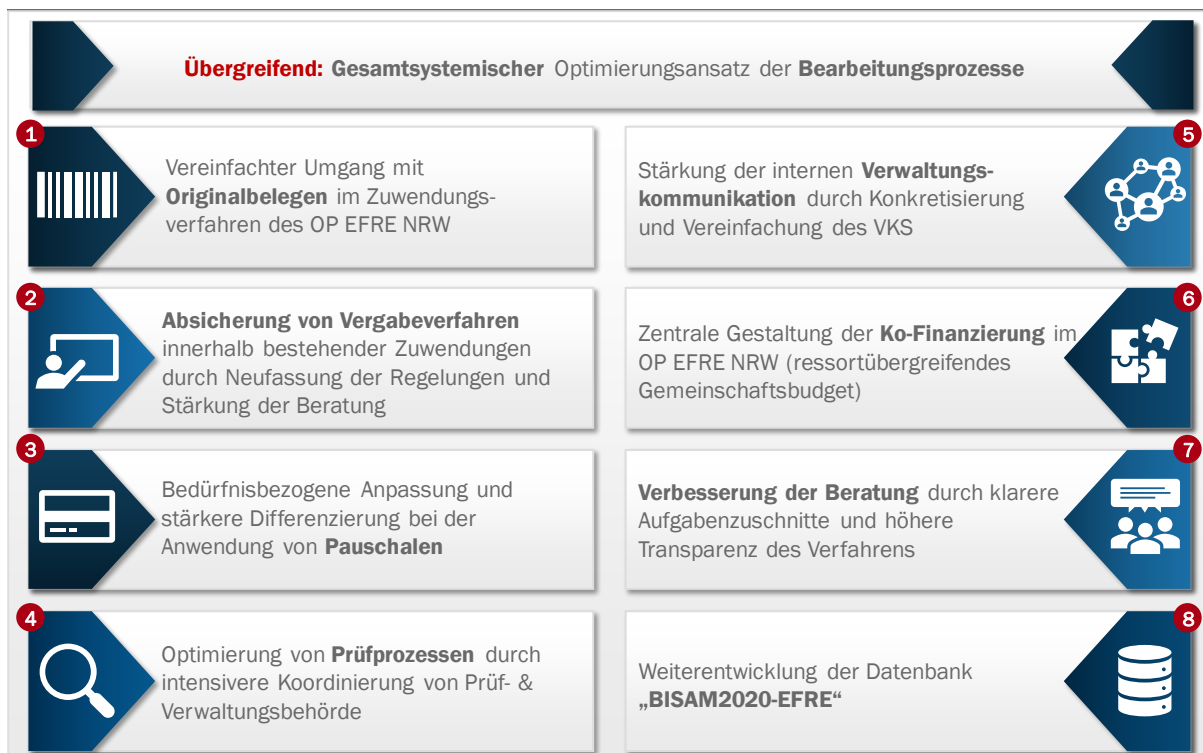 Übergreifend: Gesamtsystemischer Optimierungsansatz der Bearbeitungsprozesse
1
Vereinfachter Umgang mit
Originalbelegen im Zuwendungs-
verfahren des OP EFRE NRW
2
Absicherung von Vergabeverfahren
innerhalb bestehender Zuwendungen
durch Neufassung der Regelungen und
Stärkung der Beratung
3
Bedürfnisbezogene Anpassung und
stärkere Differenzierung bei der
Anwendung von Pauschalen
4
Optimierung von Prüfprozessen durch
intensivere Koordinierung von Prüf- &
Verwaltungsbehörde
5
Stärkung der internen Verwaltungs-
kommunikation durch Konkretisierung
und Vereinfachung des VKS
6
Zentrale Gestaltung der Ko-Finanzierung im
OP EFRE NRW (ressortübergreifendes
Gemeinschaftsbudget)
7
Verbesserung der Beratung durch klarere
Aufgabenzuschnitte und höhere
Transparenz des Verfahrens
8
Weiterentwicklung der Datenbank
„BISAM2020-EFRE“